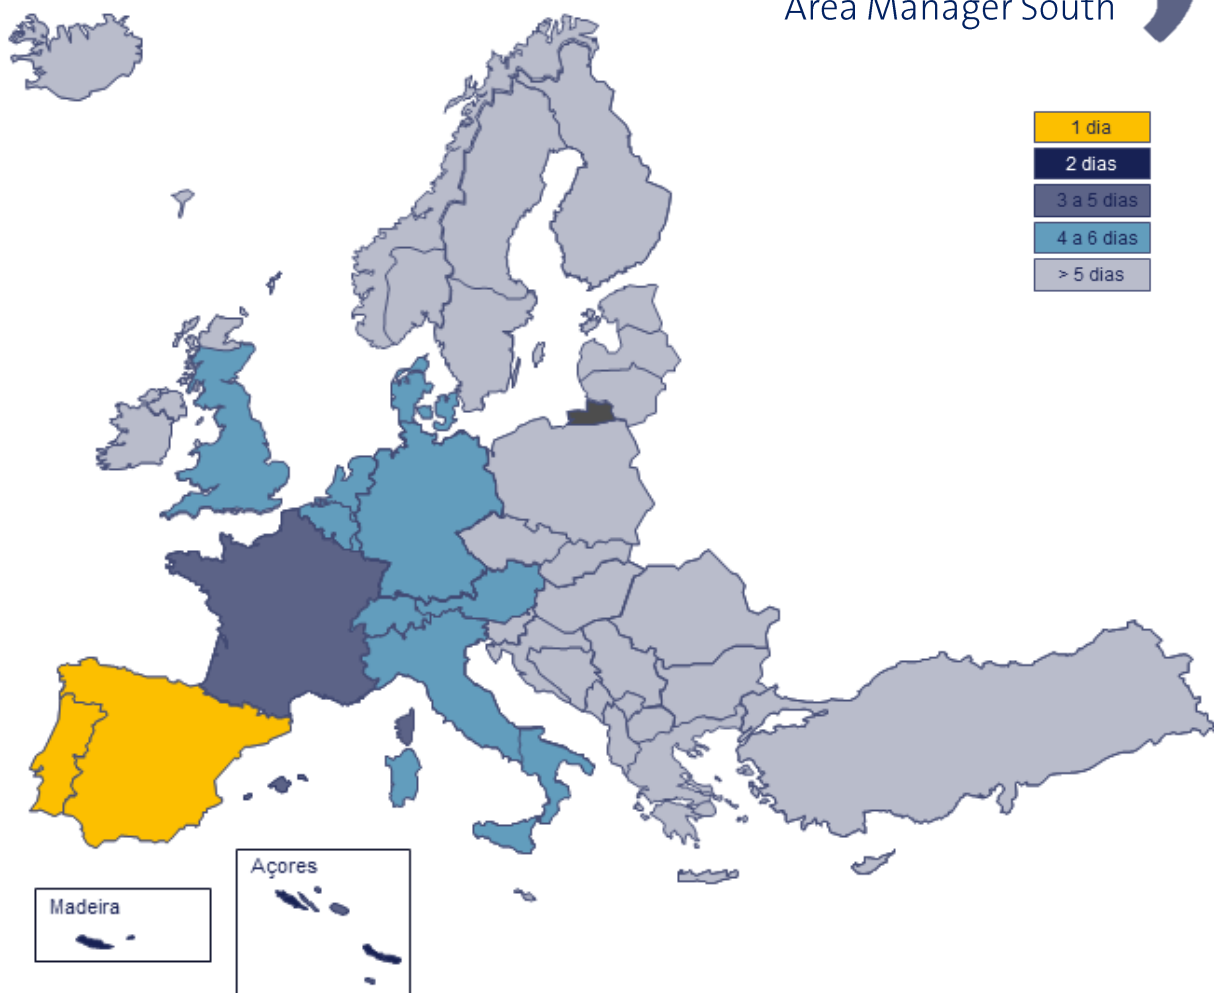 Area Manager South
1 dia
2 dias
3 a 5 dias
4 a 6 dias
> 5 dias
Açores
Madeira